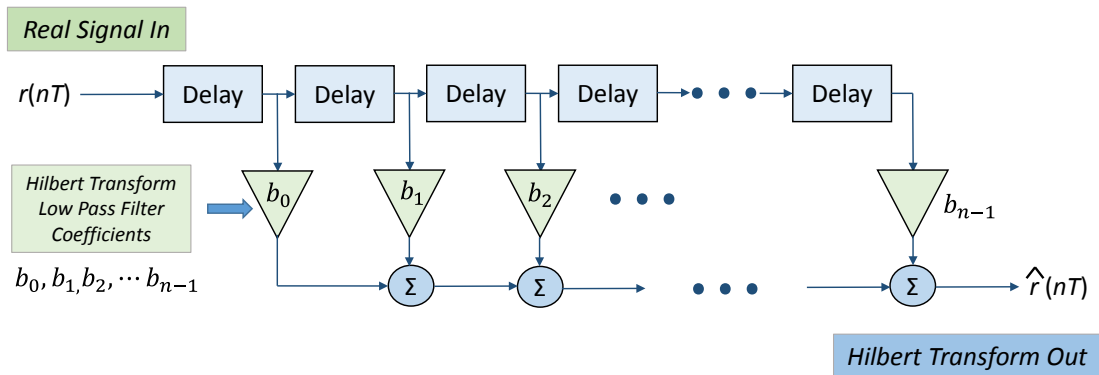 Real Signal In
r(nT)
Delay
Delay
Delay
Delay
Delay
Hilbert Transform
Low Pass Filter
Coefficients
b₀
b₁
b₂
bₙ₋₁
b₀, b₁, b₂, ⋯ bₙ₋₁
Σ
Σ
Σ
r̂(nT)
Hilbert Transform Out